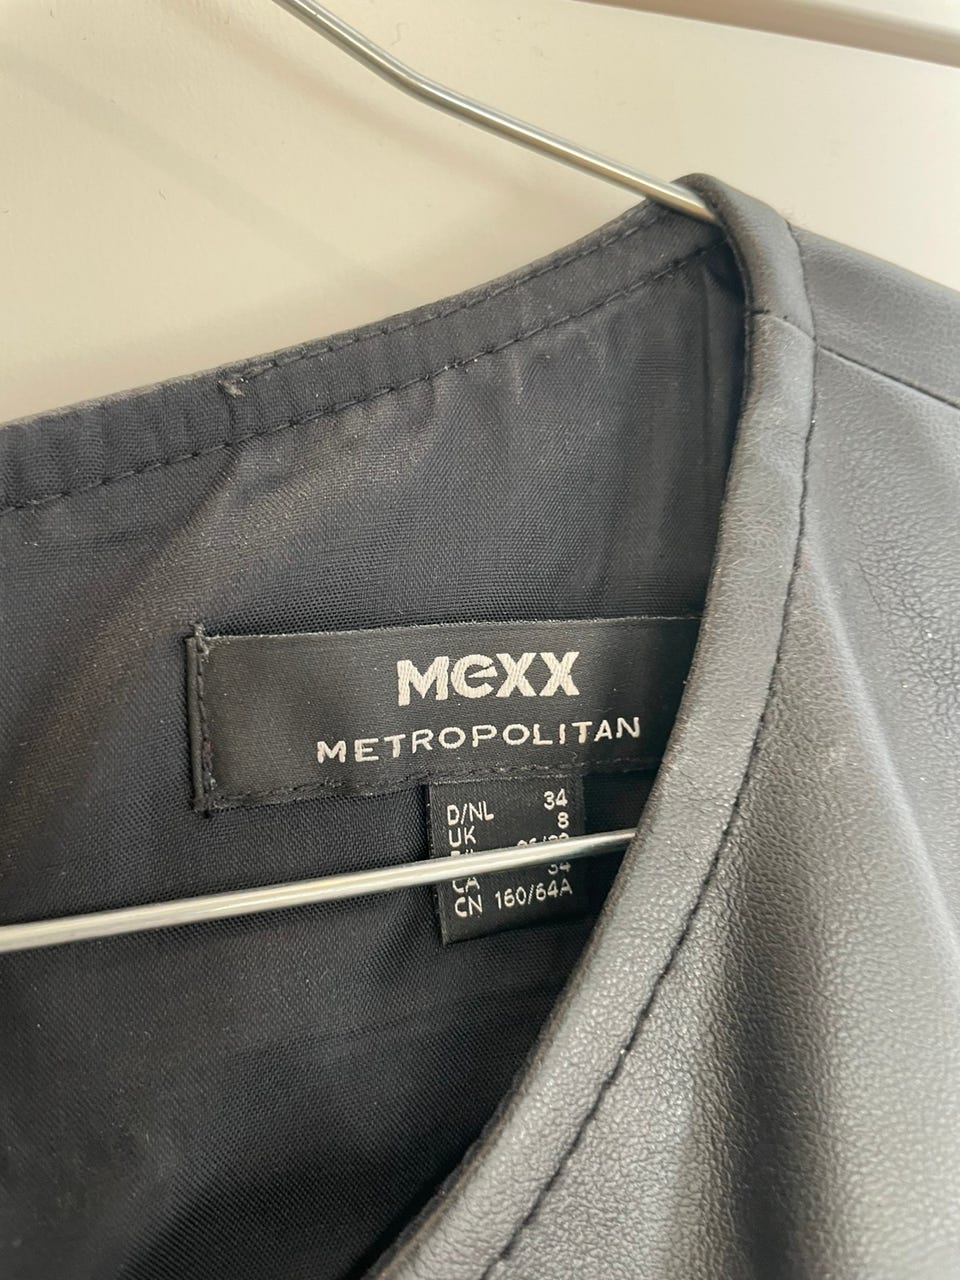 MEXX
METROPOLITAN
D/NL 34
UK 8
CA 34
CN 160/64A